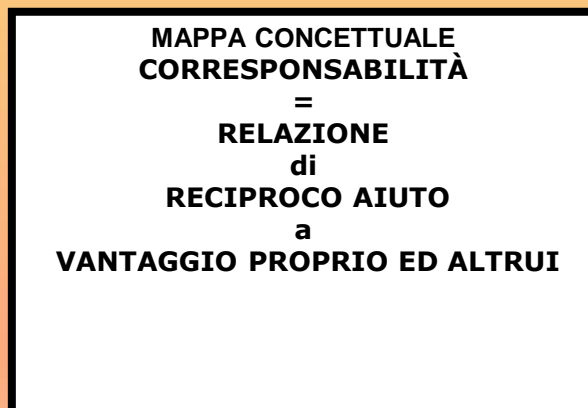 MAPPA CONCETTUALE
CORRESPONSABILITÀ
=
RELAZIONE
di
RECIPROCO AIUTO
a
VANTAGGIO PROPRIO ED ALTRUI